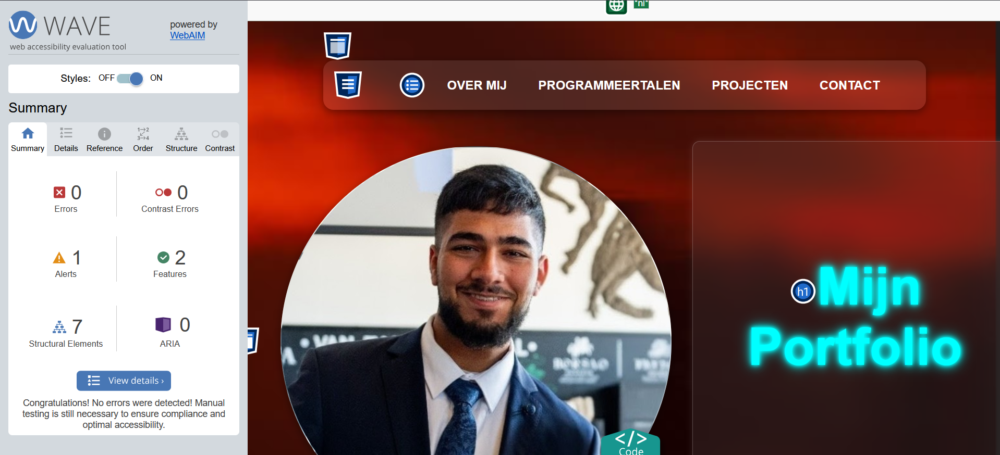 WAVE
powered by
WebAIM
web accessibility evaluation tool
Styles: OFF ON
Summary
Summary Details Reference Order Structure Contrast
0 Errors
0 Contrast Errors
1 Alerts
2 Features
7 Structural Elements
0 ARIA
View details ›
Congratulations! No errors were detected! Manual
testing is still necessary to ensure compliance and
optimal accessibility.
*nl*
OVER MIJ PROGRAMMEERTALEN PROJECTEN CONTACT
h1
Mijn
Portfolio
</> 
Code